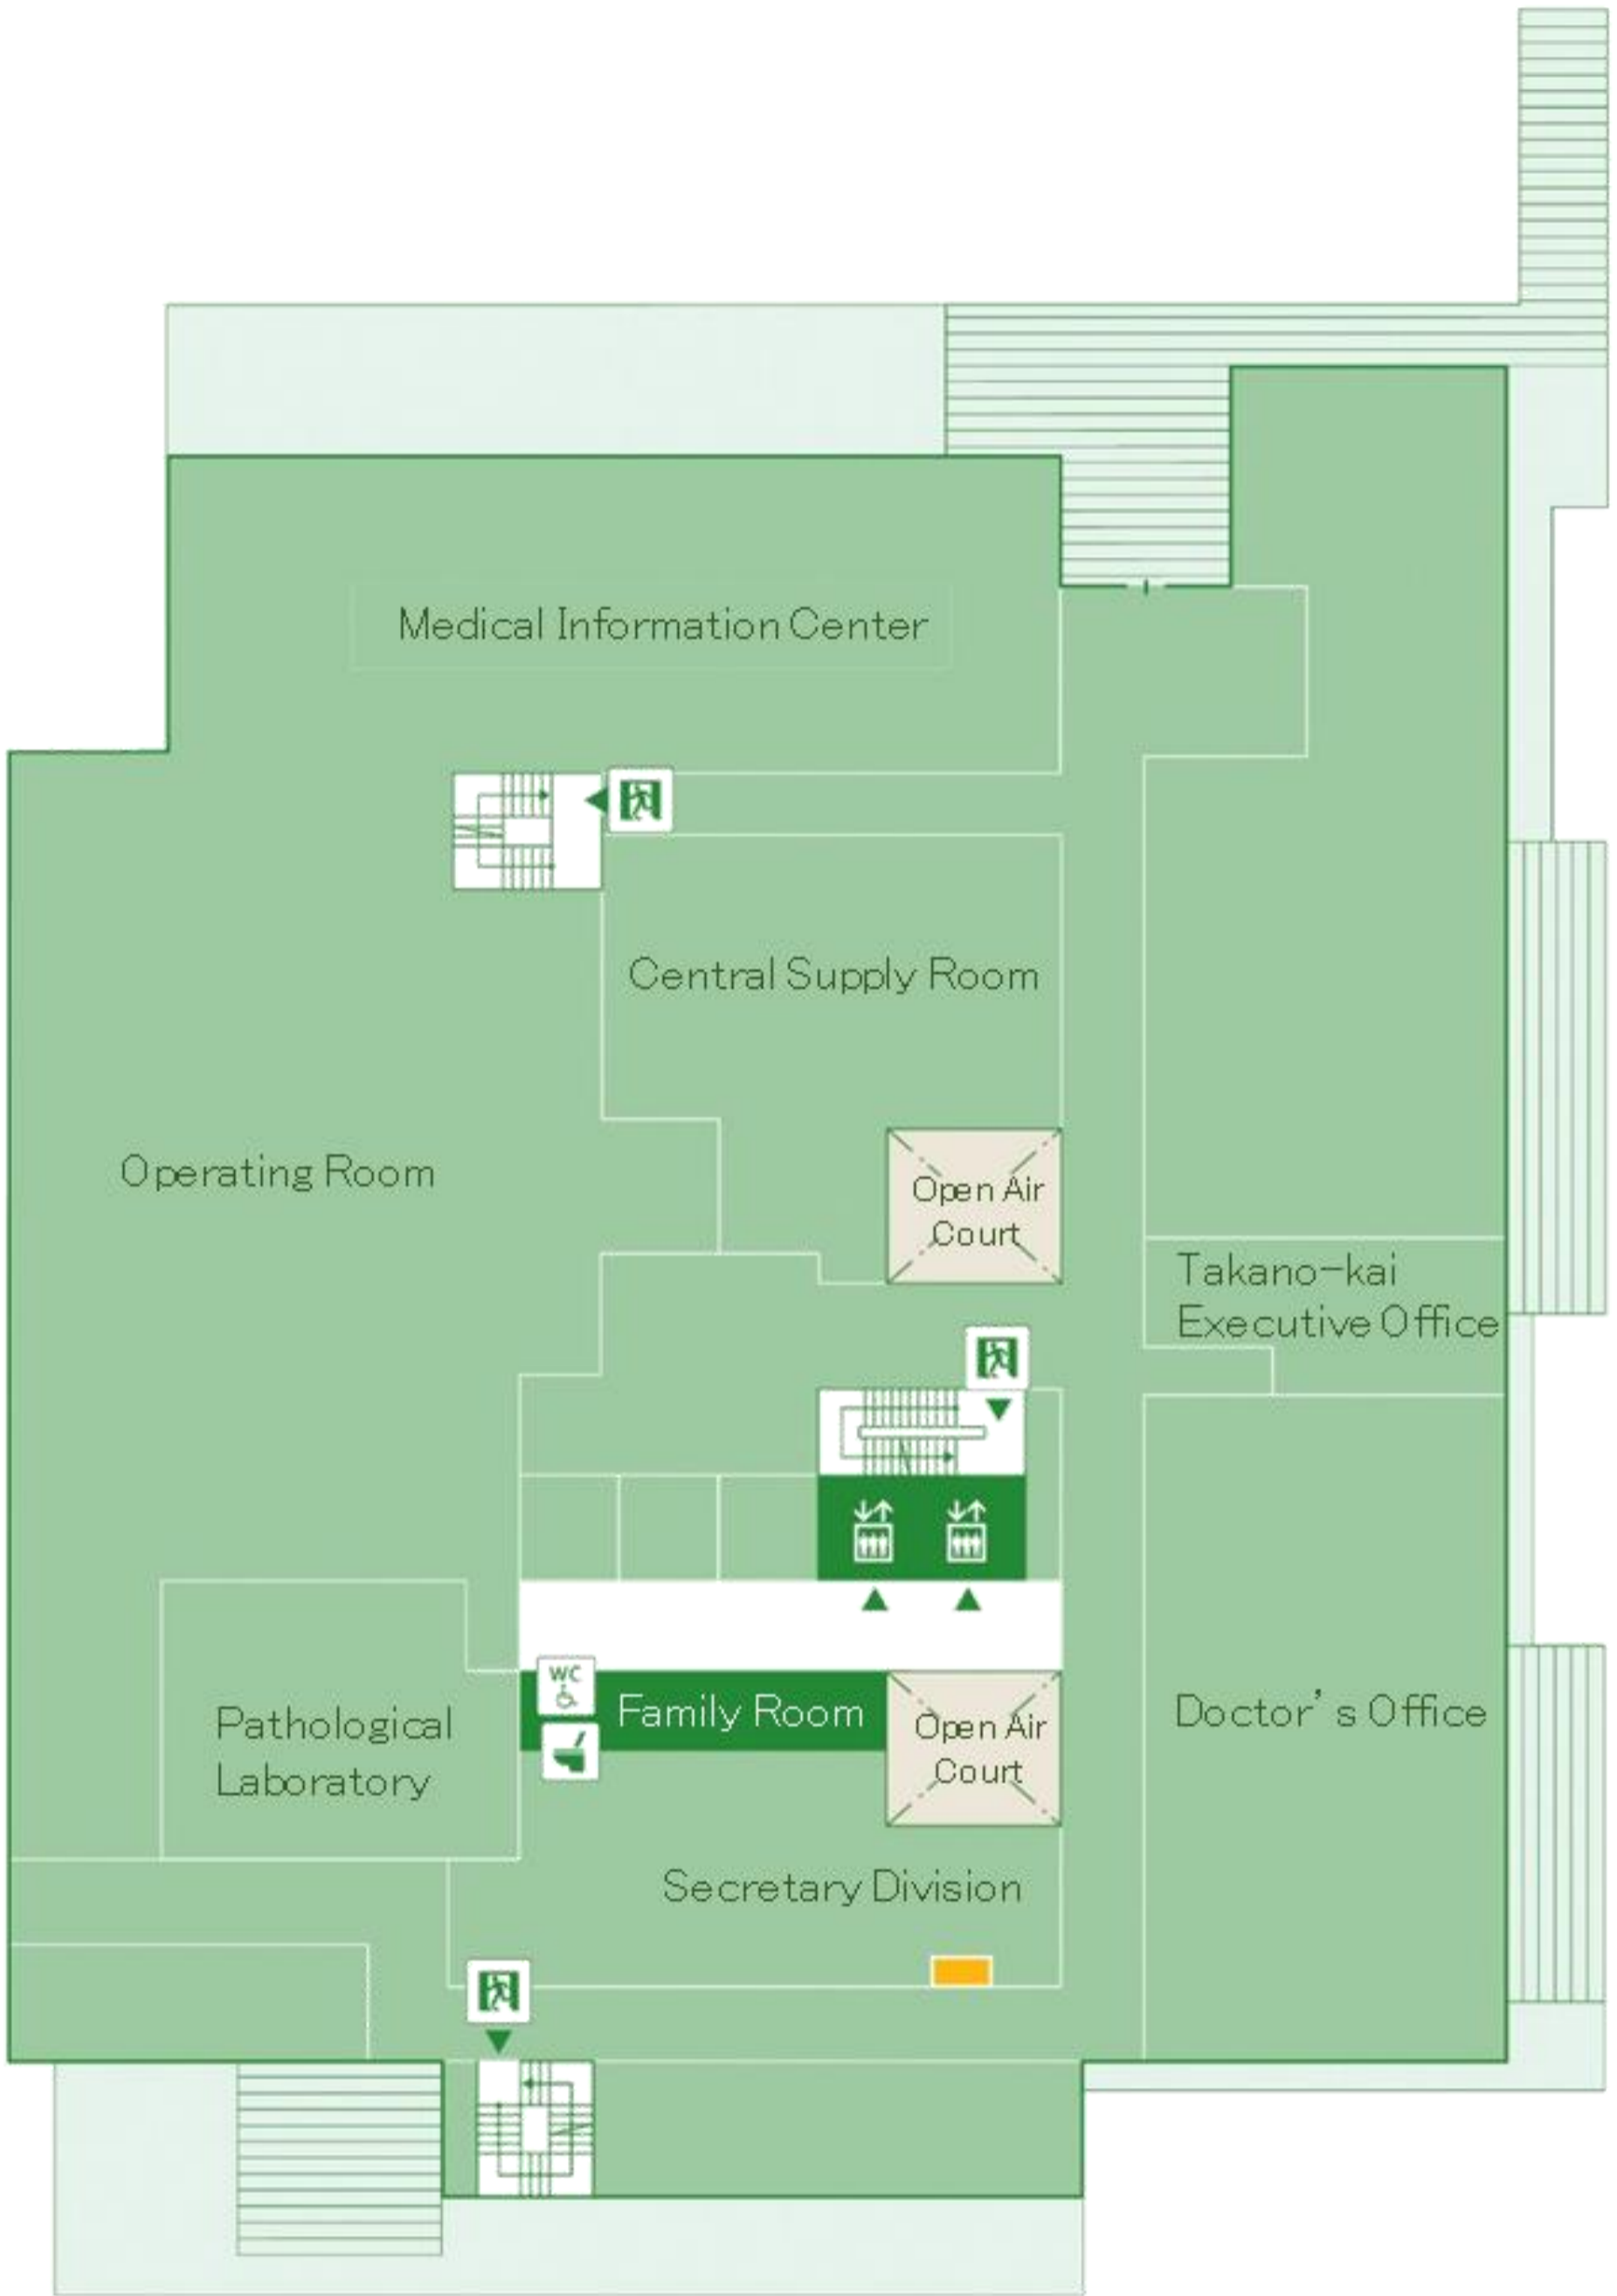 Medical Information Center
Central Supply Room
Operating Room
Open Air
Court
Takano-kai
Executive Office
WC
Family Room
Open Air
Court
Doctor's Office
Pathological
Laboratory
Secretary Division